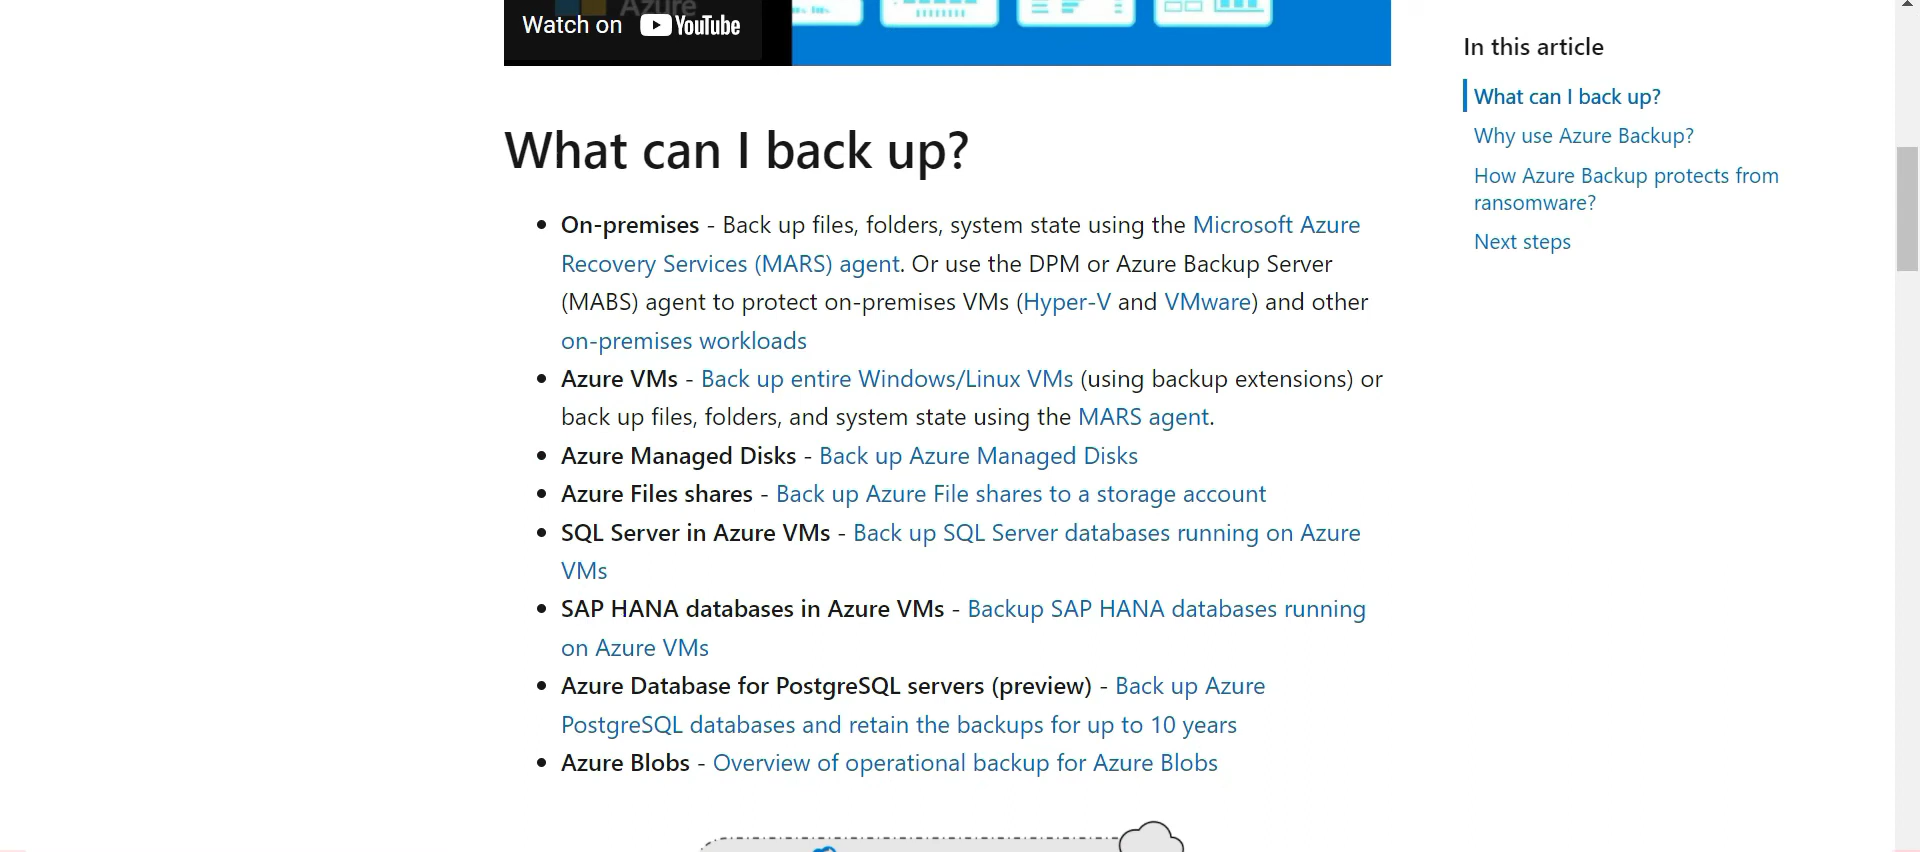 Azure
Watch on YouTube
In this article
What can I back up?
Why use Azure Backup?
How Azure Backup protects from
ransomware?
Next steps
What can I back up?
• On-premises - Back up files, folders, system state using the Microsoft Azure
Recovery Services (MARS) agent. Or use the DPM or Azure Backup Server
(MABS) agent to protect on-premises VMs (Hyper-V and VMware) and other
on-premises workloads
• Azure VMs - Back up entire Windows/Linux VMs (using backup extensions) or
back up files, folders, and system state using the MARS agent.
• Azure Managed Disks - Back up Azure Managed Disks
• Azure Files shares - Back up Azure File shares to a storage account
• SQL Server in Azure VMs - Back up SQL Server databases running on Azure
VMs
• SAP HANA databases in Azure VMs - Backup SAP HANA databases running
on Azure VMs
• Azure Database for PostgreSQL servers (preview) - Back up Azure
PostgreSQL databases and retain the backups for up to 10 years
• Azure Blobs - Overview of operational backup for Azure Blobs